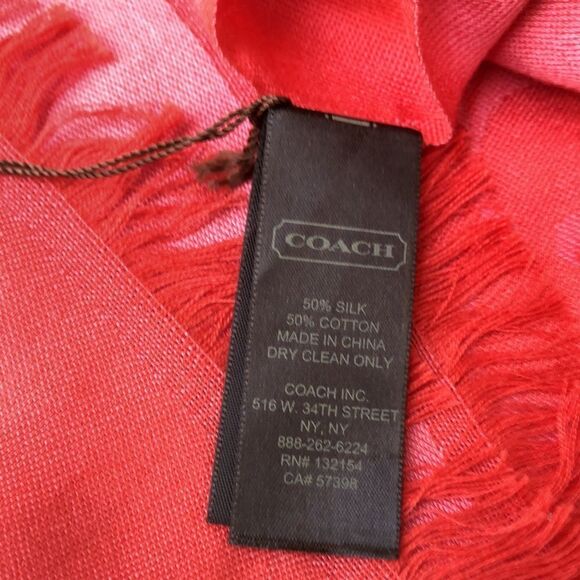 COACH
50% SILK
50% COTTON
MADE IN CHINA
DRY CLEAN ONLY
COACH INC.
516 W. 34TH STREET
NY, NY
888-262-6224
RN# 132154
CA# 57398